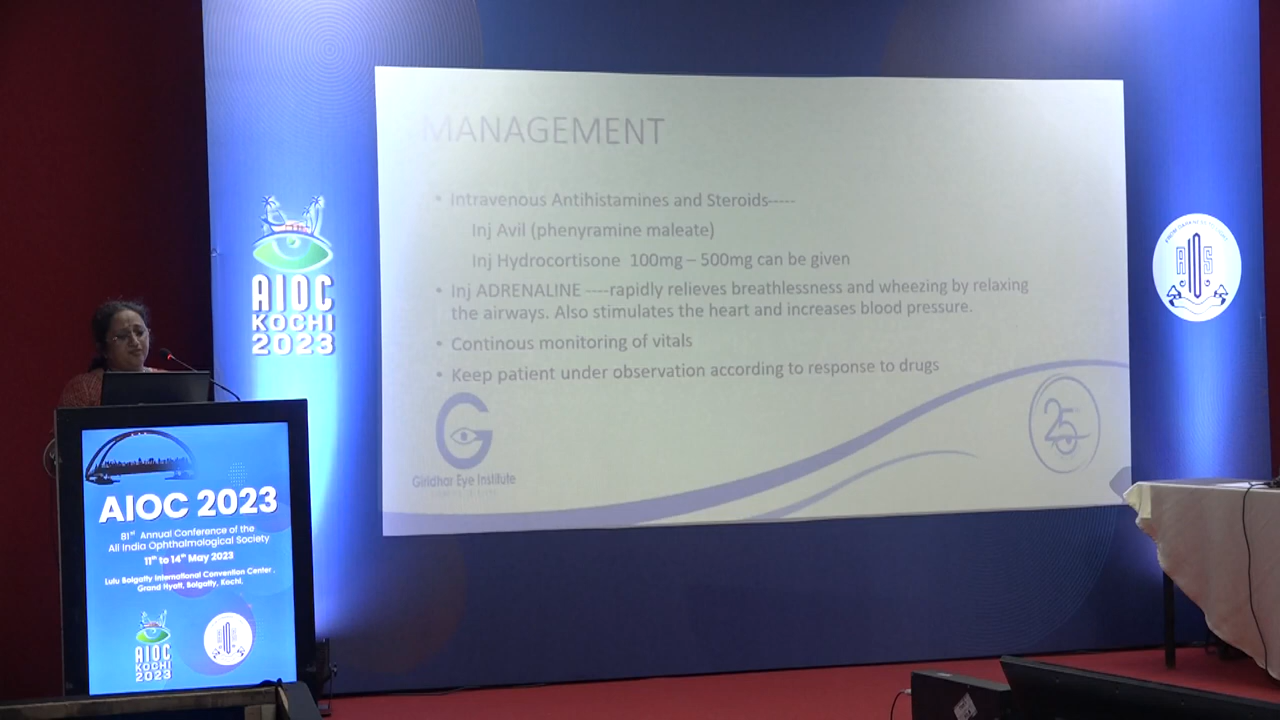 MANAGEMENT
• Intravenous Antihistamines and Steroids-----
Inj Avil (phenyramine maleate)
Inj Hydrocortisone 100mg – 500mg can be given
• Inj ADRENALINE ----rapidly relieves breathlessness and wheezing by relaxing
the airways. Also stimulates the heart and increases blood pressure.
• Continous monitoring of vitals
• Keep patient under observation according to response to drugs
Giridhar Eye Institute
25
AIOC
KOCHI
2023
AIOS
AIOC 2023
81st Annual Conference of the
All India Ophthalmological Society
11th to 14th May 2023
Lulu Bolgatty International Convention Center,
Grand Hyatt, Bolgatty, Kochi.
AIOC
KOCHI
2023